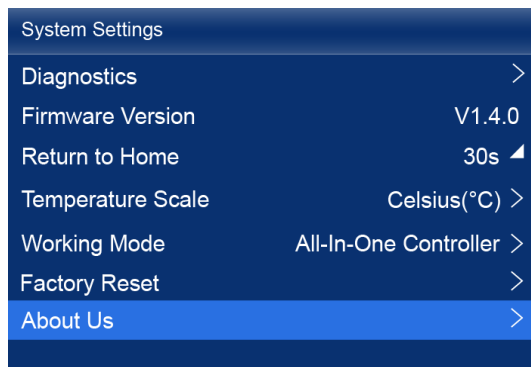 System Settings
Diagnostics >
Firmware Version V1.4.0
Return to Home 30s
Temperature Scale Celsius(°C) >
Working Mode All-In-One Controller >
Factory Reset >
About Us >